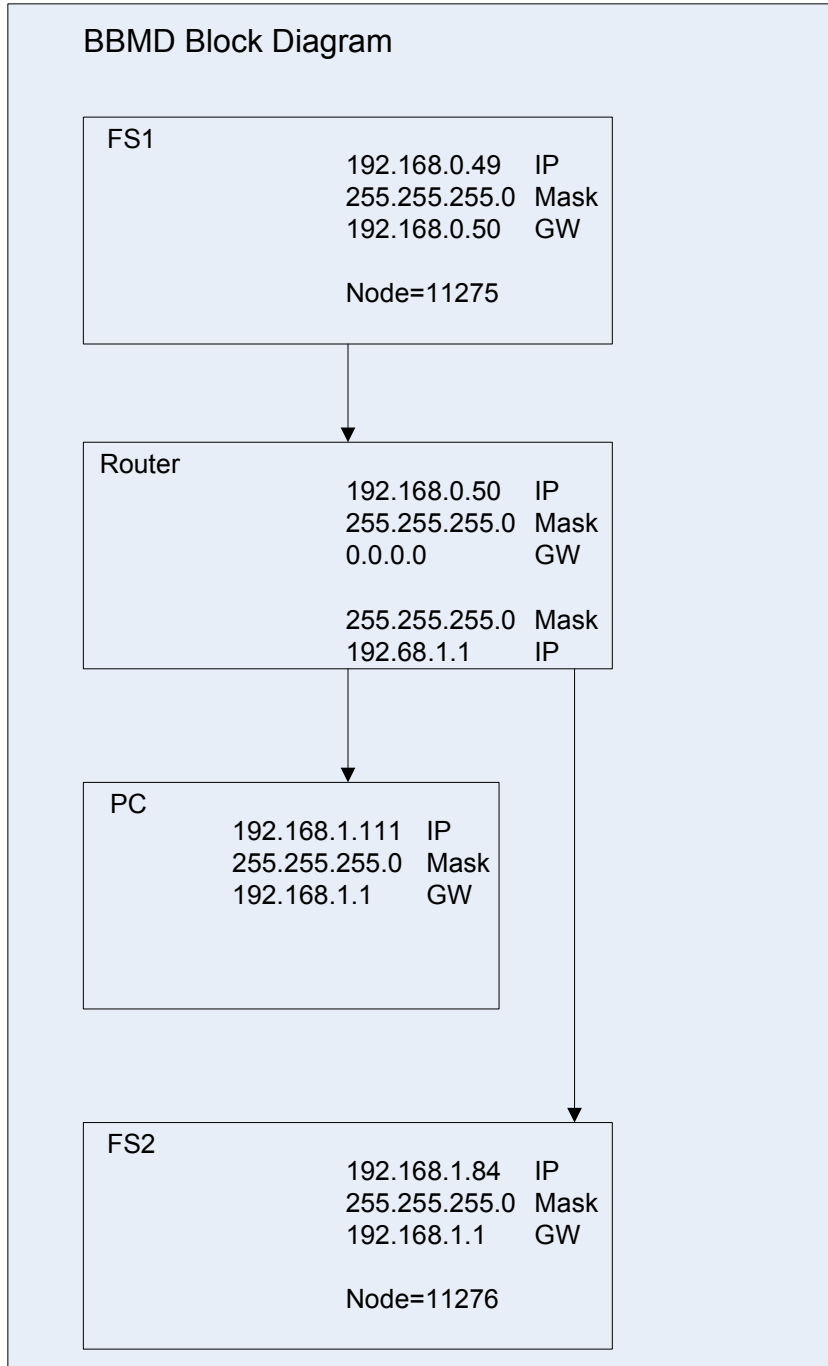 BBMD Block Diagram
FS1
192.168.0.49 IP
255.255.255.0 Mask
192.168.0.50 GW
Node=11275
Router
192.168.0.50 IP
255.255.255.0 Mask
0.0.0.0 GW
255.255.255.0 Mask
192.68.1.1 IP
PC
192.168.1.111 IP
255.255.255.0 Mask
192.168.1.1 GW
FS2
192.168.1.84 IP
255.255.255.0 Mask
192.168.1.1 GW
Node=11276